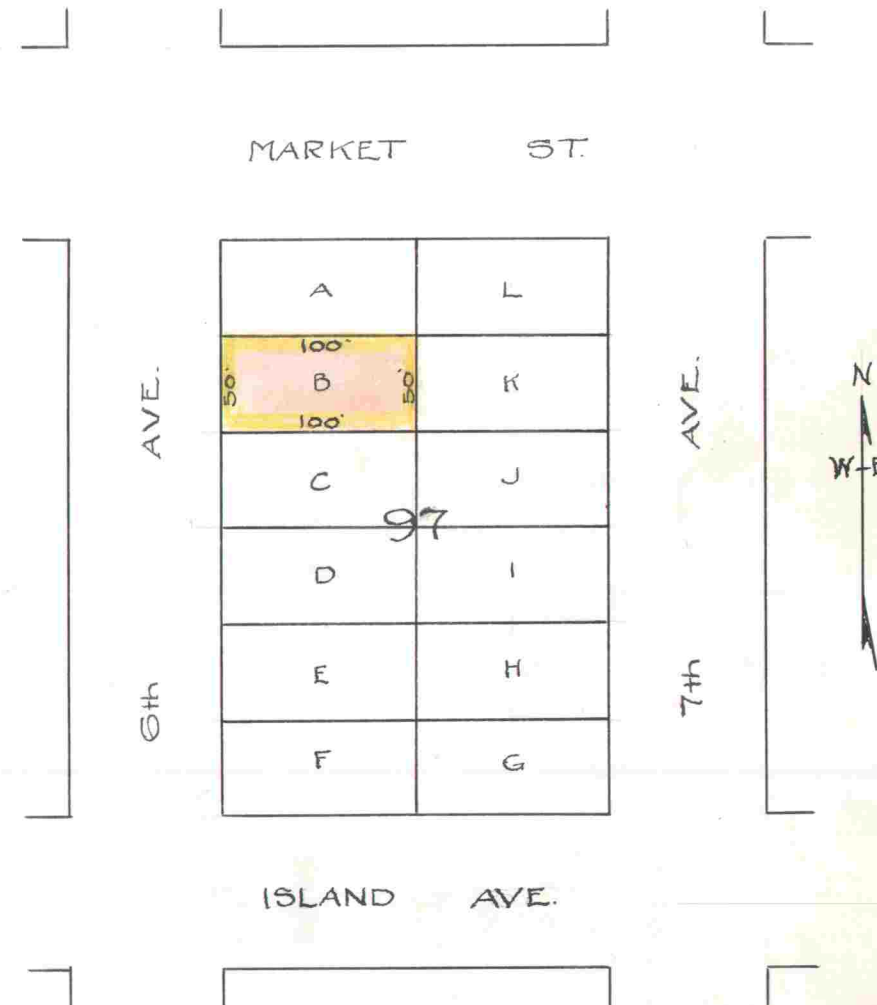 MARKET ST.
A
L
100'
50'
B
50'
100'
K
N
W-E
6th AVE.
7th AVE.
C
J
97
D
I
E
H
F
G
ISLAND AVE.